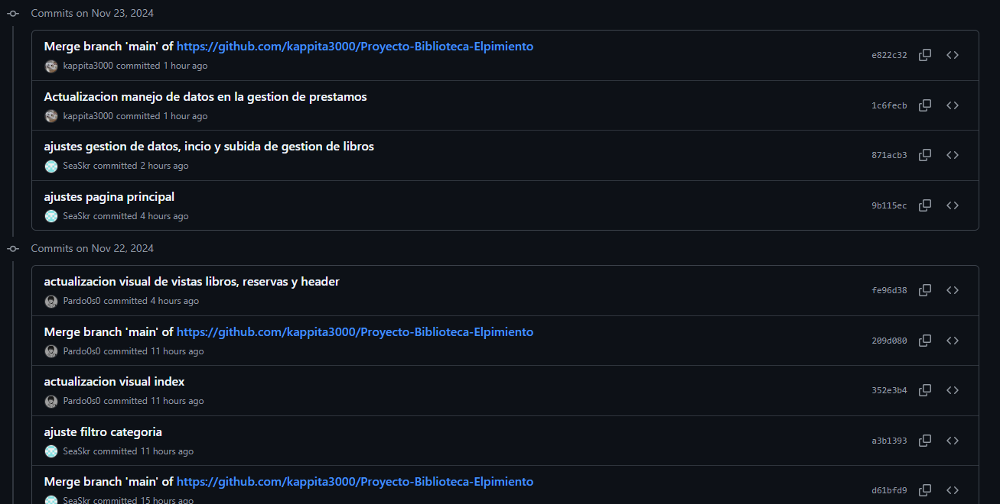 Commits on Nov 23, 2024
Merge branch 'main' of https://github.com/kappita3000/Proyecto-Biblioteca-Elpimiento
kappita3000 committed 1 hour ago
e822c32
Actualizacion manejo de datos en la gestion de prestamos
kappita3000 committed 1 hour ago
1c6fecb
ajustes gestion de datos, incio y subida de gestion de libros
SeaSkr committed 2 hours ago
871acb3
ajustes pagina principal
SeaSkr committed 4 hours ago
9b115ec
Commits on Nov 22, 2024
actualizacion visual de vistas libros, reservas y header
Pardo0s0 committed 4 hours ago
fe96d38
Merge branch 'main' of https://github.com/kappita3000/Proyecto-Biblioteca-Elpimiento
Pardo0s0 committed 11 hours ago
209d080
actualizacion visual index
Pardo0s0 committed 11 hours ago
352e3b4
ajuste filtro categoria
SeaSkr committed 11 hours ago
a3b1393
Merge branch 'main' of https://github.com/kappita3000/Proyecto-Biblioteca-Elpimiento
SeaSkr committed 15 hours ago
d61bfd9